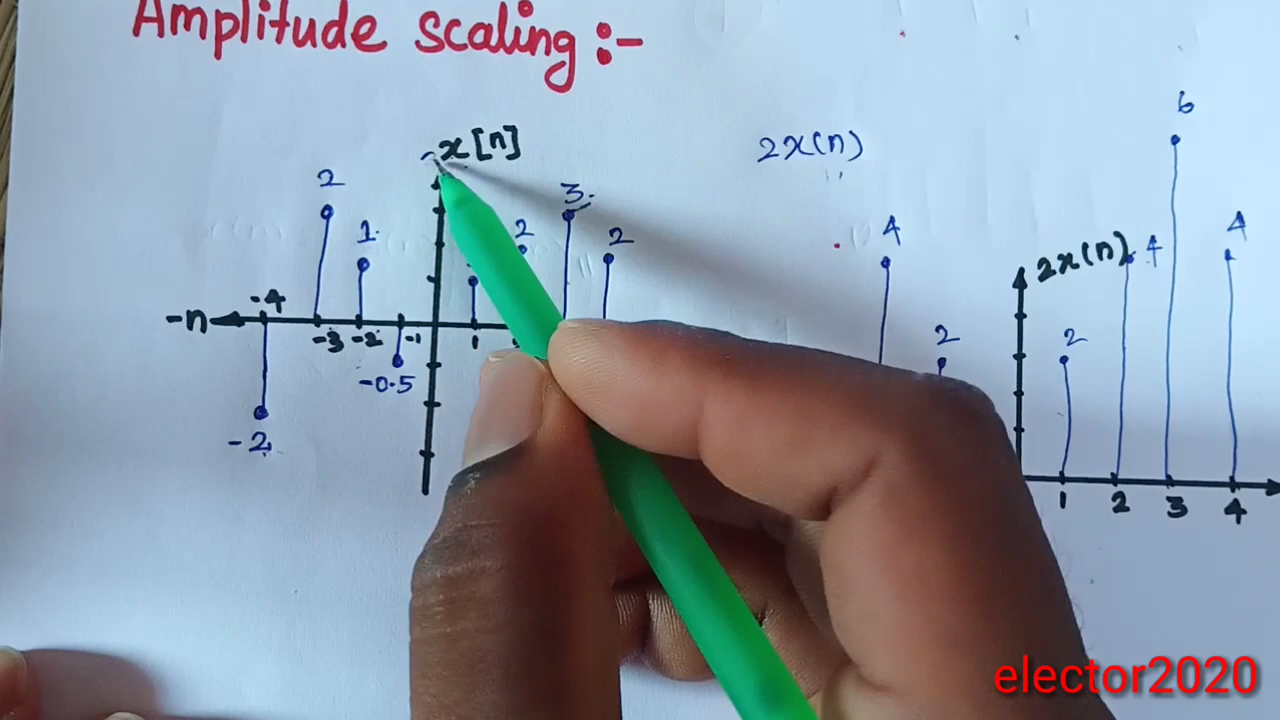 Amplitude scaling :-
x[n] 2x(n)
2 1. 2 3. 2
4 2 2x(n) 2 4 6 4
-n -4 -3 -2 -1 1
-0.5
-2
1 2 3 4
elector2020